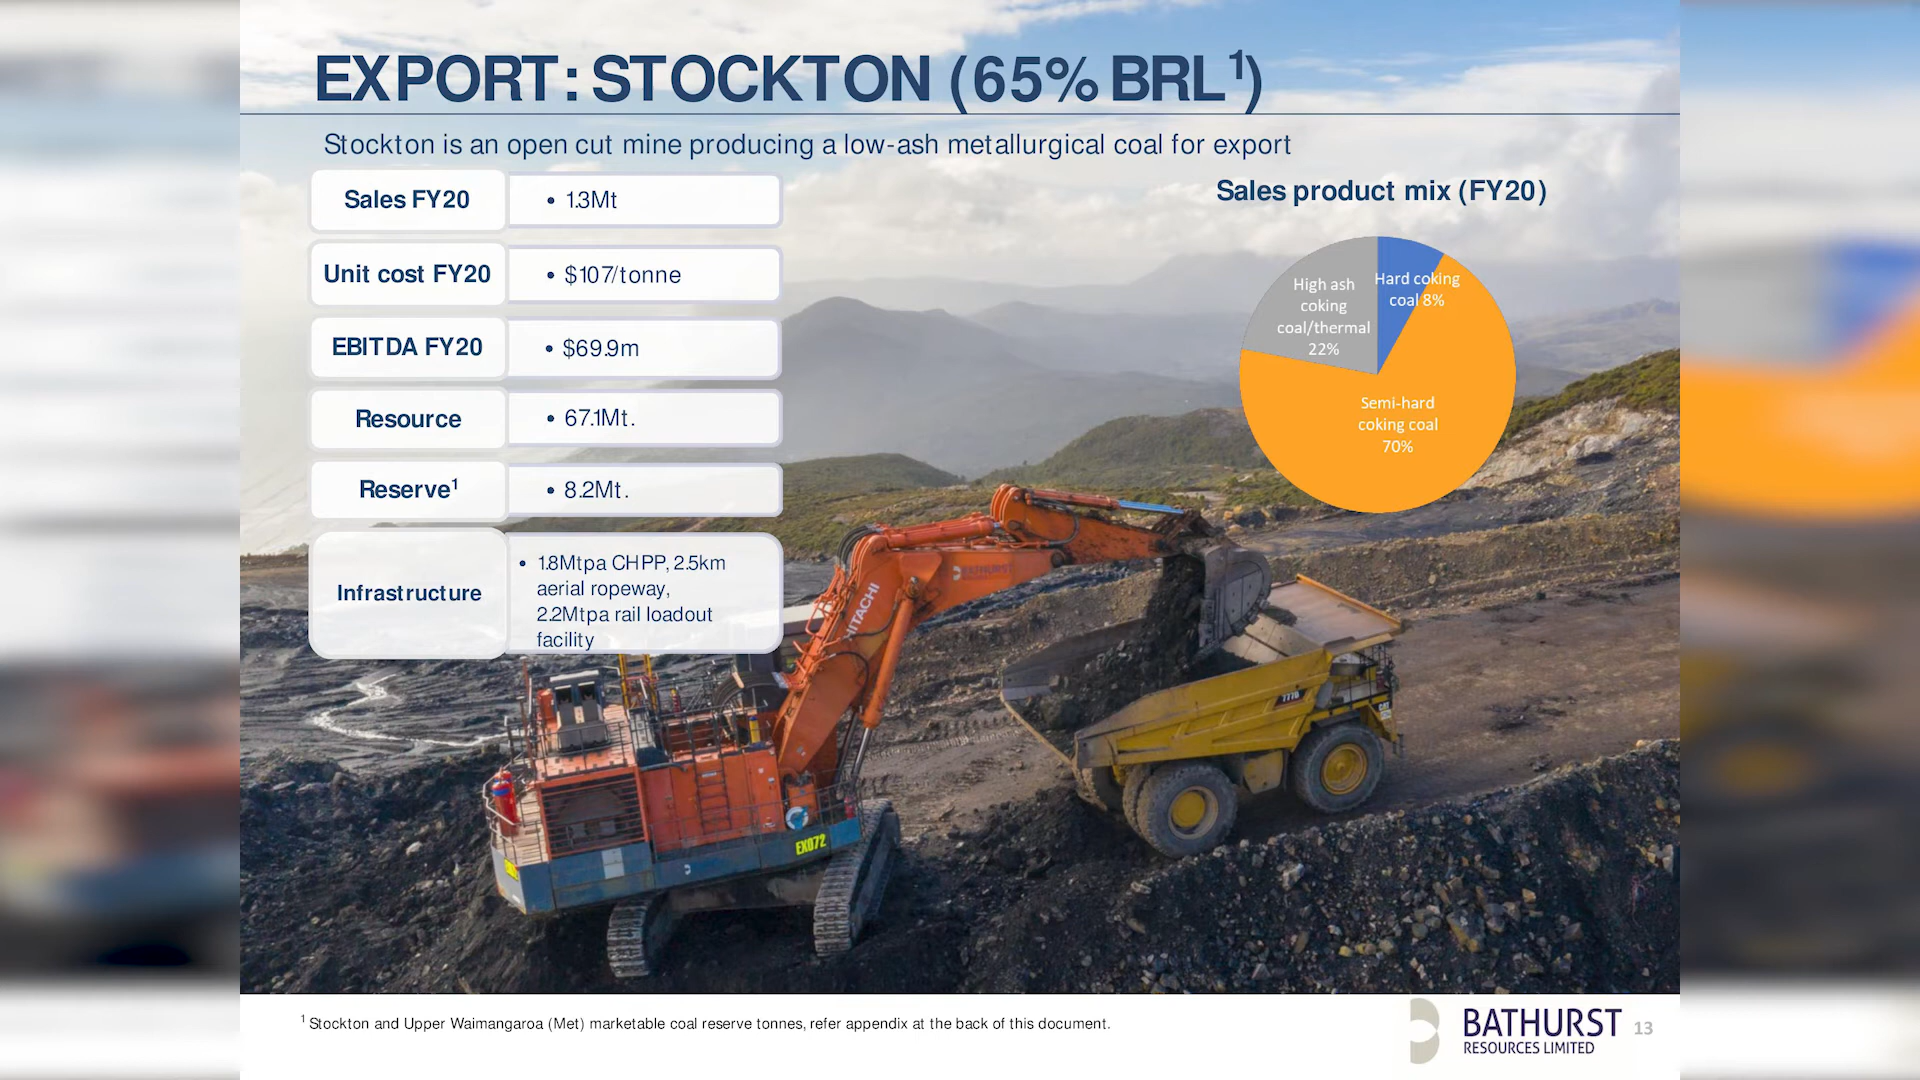 EXPORT: STOCKTON (65% BRL¹)
Stockton is an open cut mine producing a low-ash metallurgical coal for export
Sales FY20
• 1.3Mt
Unit cost FY20
• $107/tonne
EBITDA FY20
• $69.9m
Resource
• 67.1Mt.
Reserve¹
• 8.2Mt.
Infrastructure
• 1.8Mtpa CHPP, 2.5km
aerial ropeway,
2.2Mtpa rail loadout
facility
Sales product mix (FY20)
High ash
coking
coal/thermal
22%
Hard coking
coal 8%
Semi-hard
coking coal
70%
HITACHI
BATHURST
EX072
777D
CAT
¹ Stockton and Upper Waimangaroa (Met) marketable coal reserve tonnes, refer appendix at the back of this document.
BATHURST
RESOURCES LIMITED
13